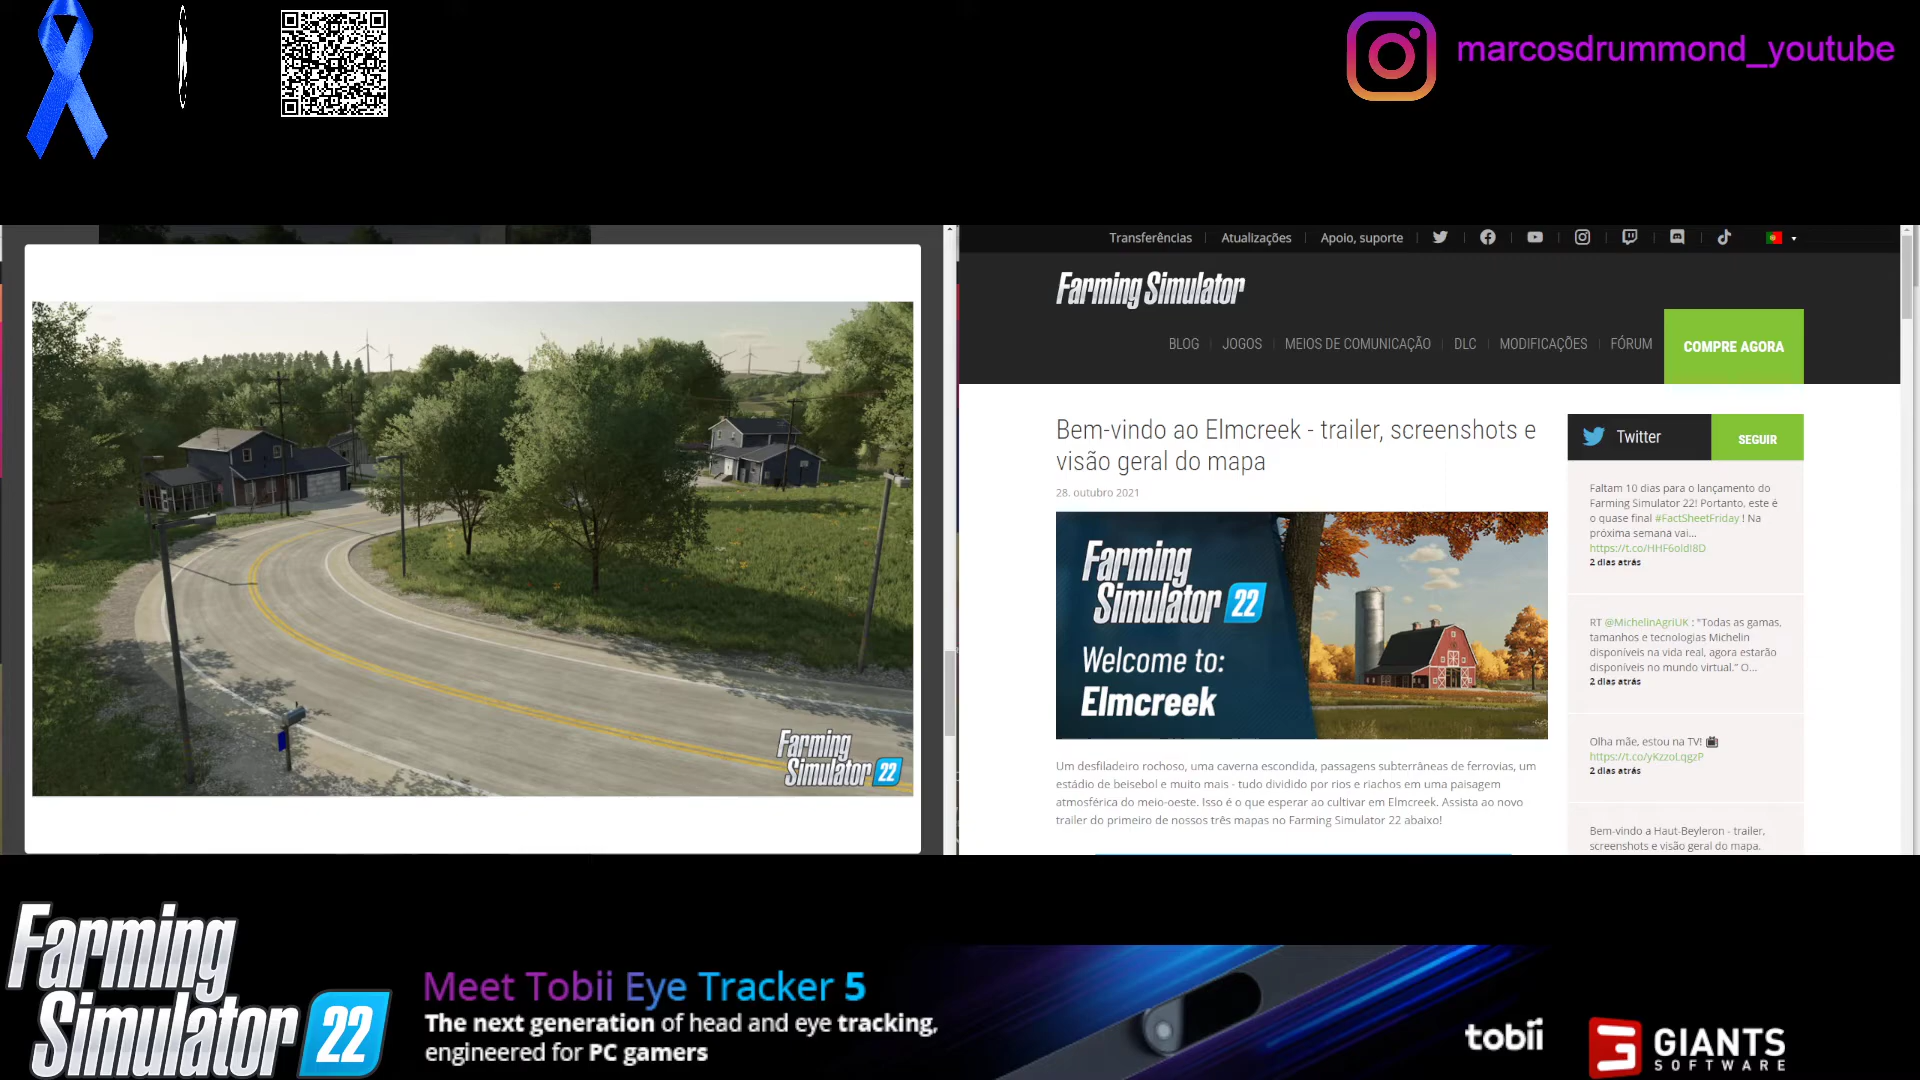 marcosdrummond_youtube
Farming
Simulator 22
Transferências
Atualizações
Apoio, suporte
Farming Simulator
BLOG
JOGOS
MEIOS DE COMUNICAÇÃO
DLC
MODIFICAÇÕES
FÓRUM
COMPRE AGORA
Bem-vindo ao Elmcreek - trailer, screenshots e
visão geral do mapa
28. outubro 2021
Farming
Simulator 22
Welcome to:
Elmcreek
Um desfiladeiro rochoso, uma caverna escondida, passagens subterrâneas de ferrovias, um
estádio de beisebol e muito mais - tudo dividido por rios e riachos em uma paisagem
atmosférica do meio-oeste. Isso é o que esperar ao cultivar em Elmcreek. Assista ao novo
trailer do primeiro de nossos três mapas no Farming Simulator 22 abaixo!
Twitter
SEGUIR
Faltam 10 dias para o lançamento do
Farming Simulator 22! Portanto, este é
o quase final #FactSheetFriday ! Na
próxima semana vai...
https://t.co/HHF6oldI8D
2 dias atrás
RT @MichelinAgriUK : "Todas as gamas,
tamanhos e tecnologias Michelin
disponíveis na vida real, agora estarão
disponíveis no mundo virtual." O...
2 dias atrás
Olha mãe, estou na TV!
https://t.co/yKzzoLqgzP
2 dias atrás
Bem-vindo a Haut-Beyleron - trailer,
screenshots e visão geral do mapa.
Farming
Simulator 22
Meet Tobii Eye Tracker 5
The next generation of head and eye tracking,
engineered for PC gamers
tobii
GIANTS
SOFTWARE